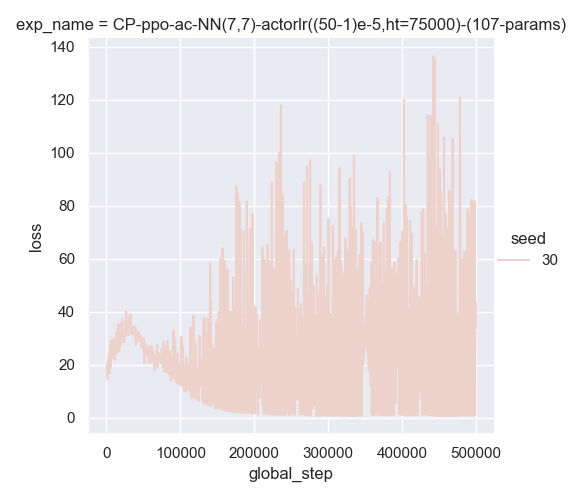 exp_name = CP-ppo-ac-NN(7,7)-actorlr((50-1)e-5,ht=75000)-(107-params)
140
120
100
80
60
40
20
0
loss
0 100000 200000 300000 400000 500000
global_step
seed
30